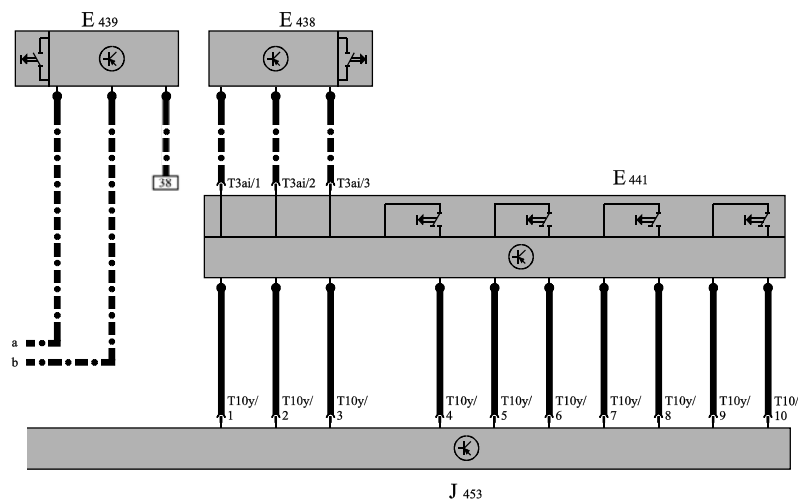 E 439 E 438
38 T3ai/1 T3ai/2 T3ai/3
E 441
a
b
T10y/ T10y/ T10y/ T10y/ T10y/ T10y/ T10y/ T10y/ T10y/ T10/
1 2 3 4 5 6 7 8 9 10
J 453